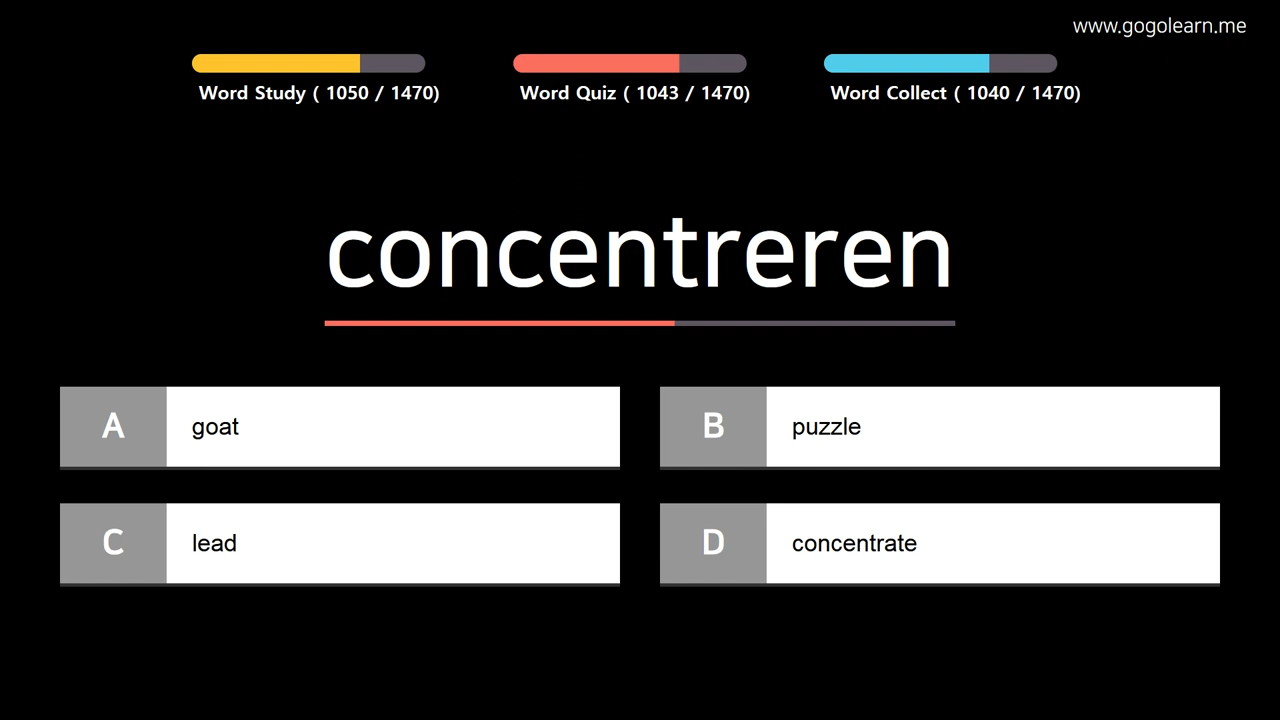 www.gogolearn.me
Word Study ( 1050 / 1470)
Word Quiz ( 1043 / 1470)
Word Collect ( 1040 / 1470)
concentreren
A goat
B puzzle
C lead
D concentrate